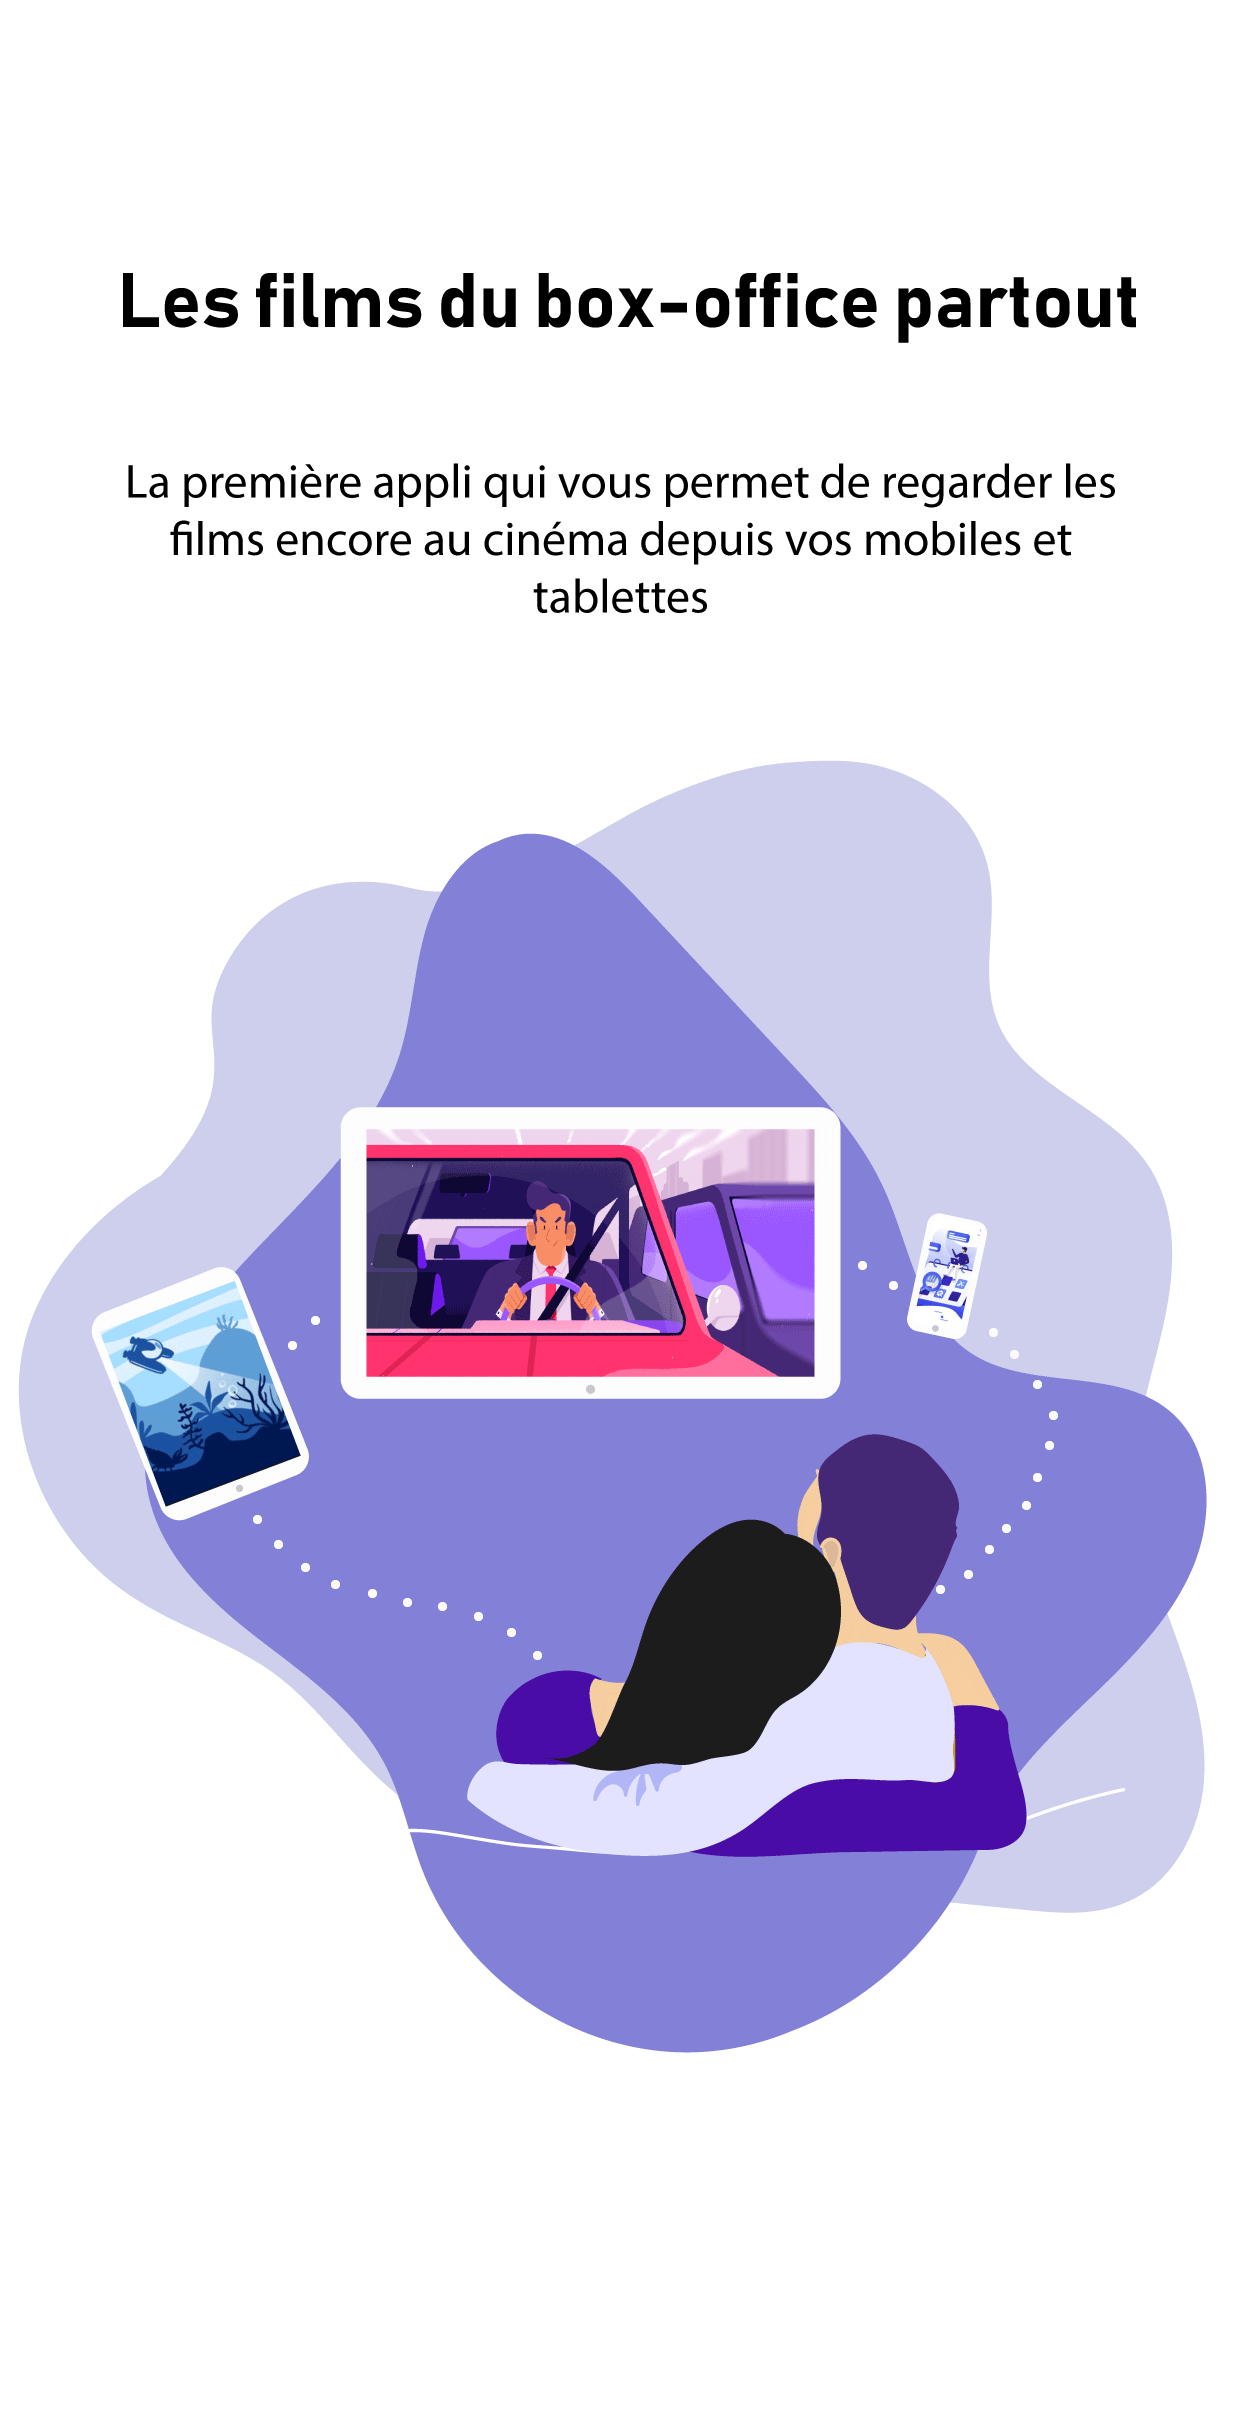 Les films du box-office partout
La première appli qui vous permet de regarder les
films encore au cinéma depuis vos mobiles et
tablettes